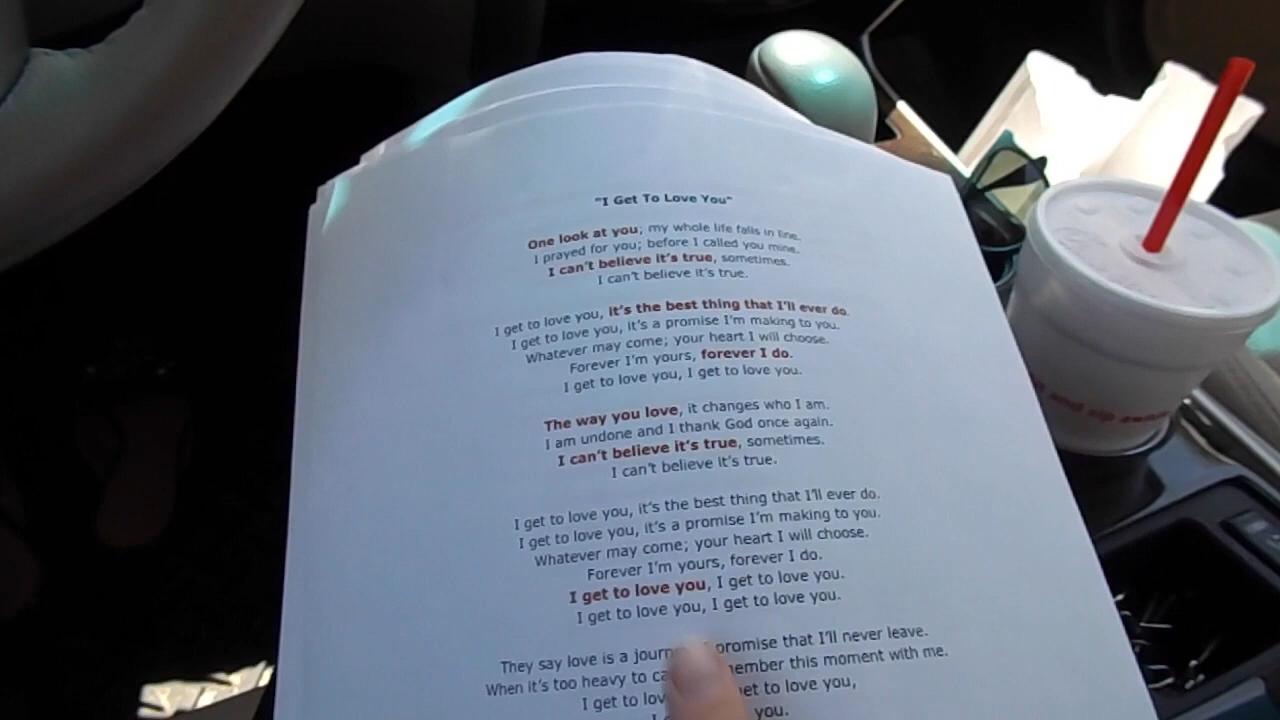 "I Get To Love You"
One look at you; my whole life falls in line.
I prayed for you; before I called you mine.
I can't believe it's true, sometimes.
I can't believe it's true.
I get to love you, it's the best thing that I'll ever do.
I get to love you, it's a promise I'm making to you.
Whatever may come; your heart I will choose.
Forever I'm yours, forever I do.
I get to love you, I get to love you.
The way you love, it changes who I am.
I am undone and I thank God once again.
I can't believe it's true, sometimes.
I can't believe it's true.
I get to love you, it's the best thing that I'll ever do.
I get to love you, it's a promise I'm making to you.
Whatever may come; your heart I will choose.
Forever I'm yours, forever I do.
I get to love you, I get to love you.
I get to love you, I get to love you.
They say love is a promise that I'll never leave.
When it's too heavy to this moment with me.
I get to to love you,
you.
and sip